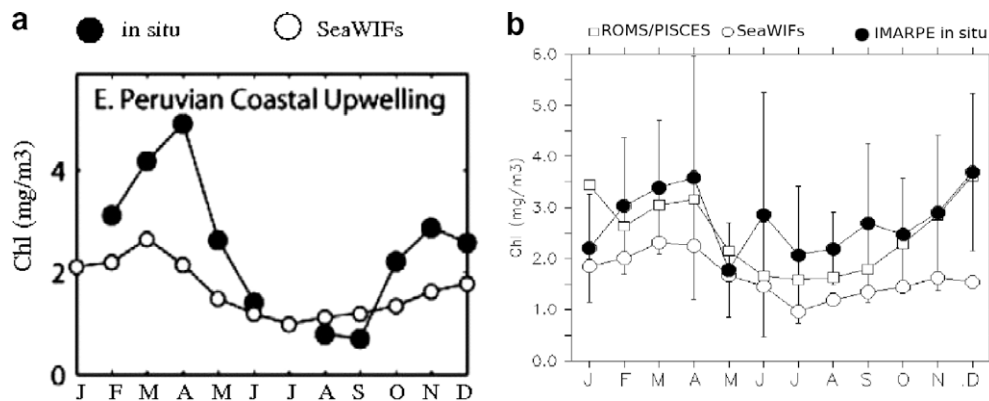 a
in situ
SeaWIFs
E. Peruvian Coastal Upwelling
Chl (mg/m3)
4
2
0
J F M A M J J A S O N D
b
ROMS/PISCES SeaWIFs IMARPE in situ
Chl (mg/m3)
6.0
5.0
4.0
3.0
2.0
1.0
0.0
J F M A M J J A S O N .D